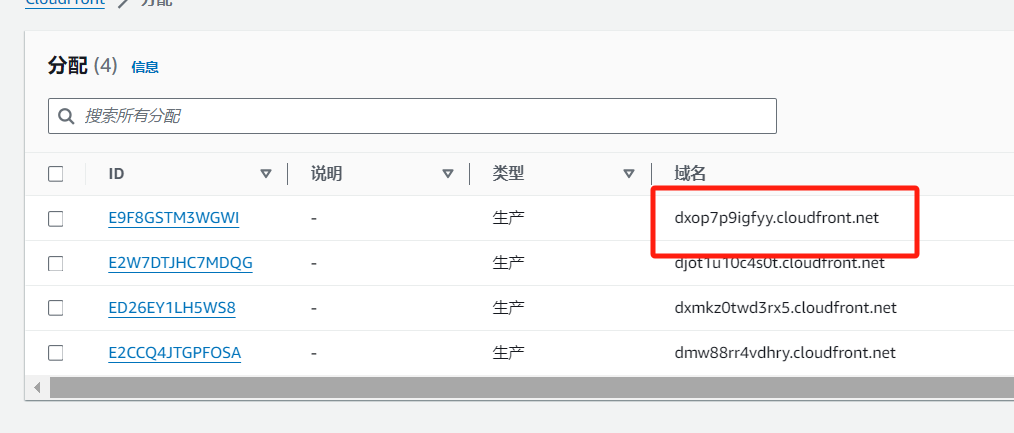 CloudFront > 分配
分配 (4) 信息
搜索所有分配
ID 说明 类型 域名
E9F8GSTM3WGWI - 生产 dxop7p9igfyy.cloudfront.net
E2W7DTJHC7MDQG - 生产 djot1u10c4s0t.cloudfront.net
ED26EY1LH5WS8 - 生产 dxmkz0twd3rx5.cloudfront.net
E2CCQ4JTGPFOSA - 生产 dmw88rr4vdhry.cloudfront.net